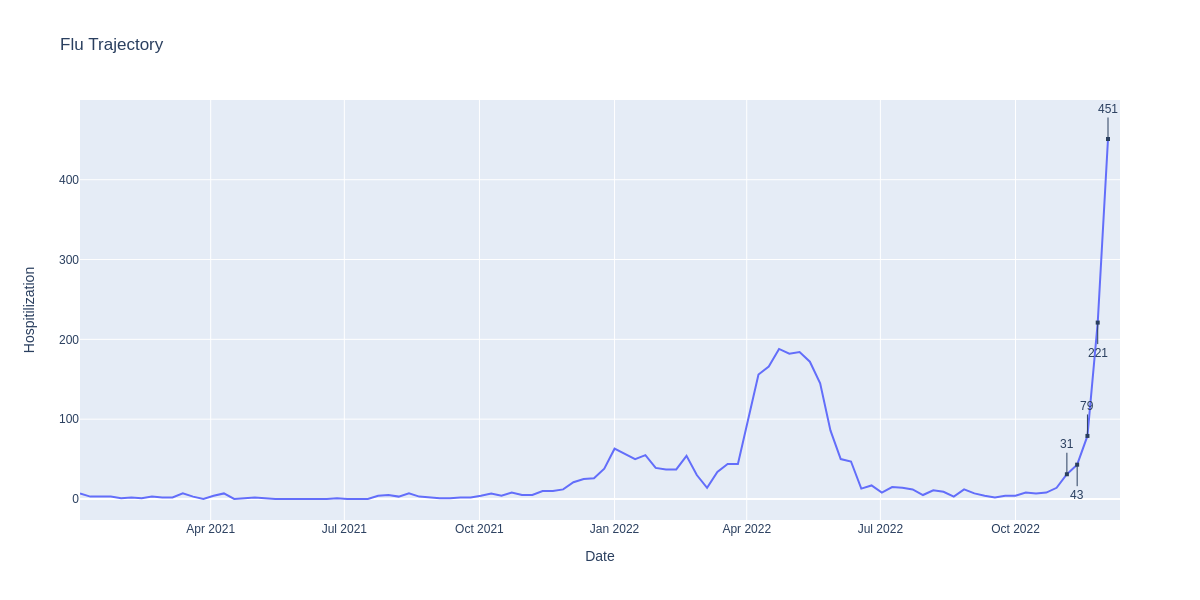 Flu Trajectory
451
400
300
Hospitilization
200
221
100
79
31
0
43
Apr 2021
Jul 2021
Oct 2021
Jan 2022
Apr 2022
Jul 2022
Oct 2022
Date